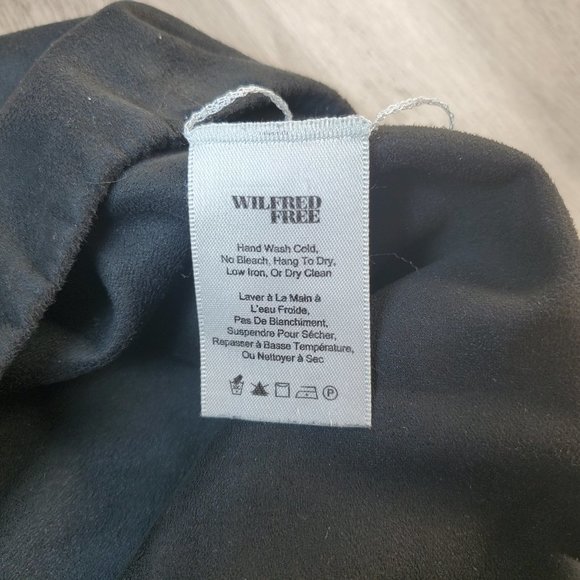 WILFRED
FREE
Hand Wash Cold,
No Bleach, Hang To Dry,
Low Iron, Or Dry Clean
Laver à La Main à
L'eau Froide,
Pas De Blanchiment,
Suspendre Pour Sécher,
Repasser à Basse Température,
Ou Nettoyer à Sec
P